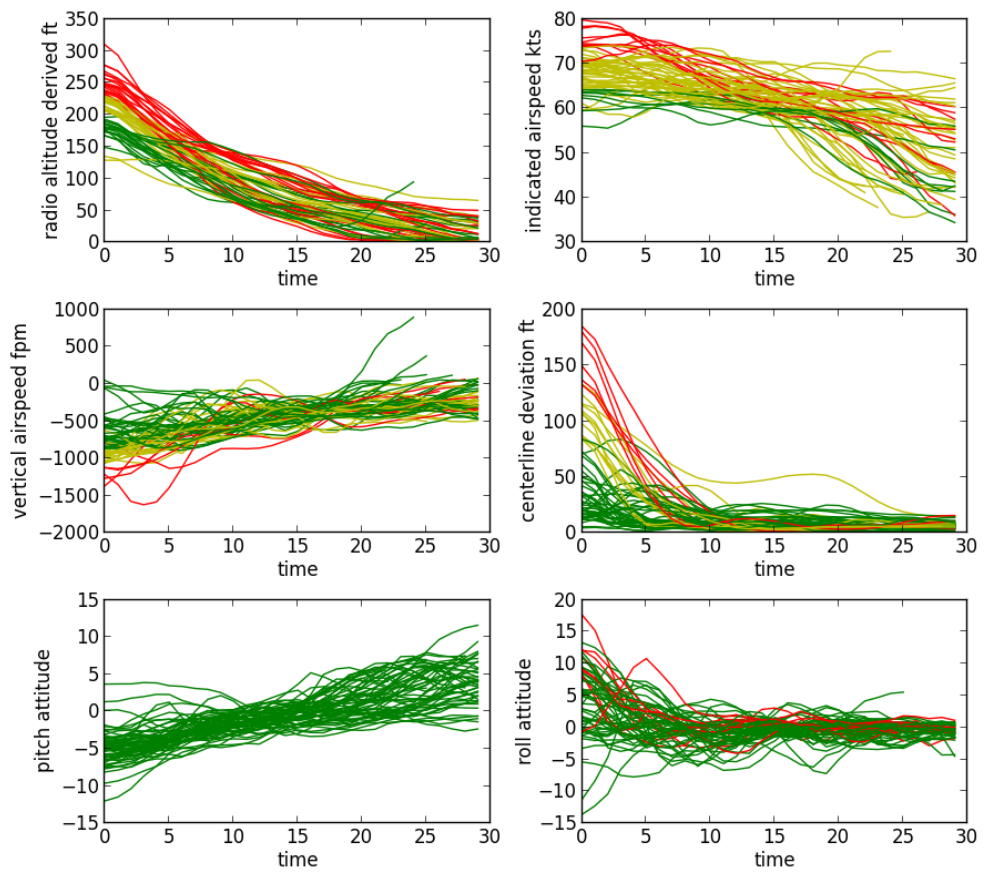 radio altitude derived ft
350
300
250
200
150
100
50
0
0 5 10 15 20 25 30
time
indicated airspeed kts
80
70
60
50
40
30
0 5 10 15 20 25 30
time
vertical airspeed fpm
1000
500
0
−500
−1000
−1500
−2000
0 5 10 15 20 25 30
time
centerline deviation ft
200
150
100
50
0
0 5 10 15 20 25 30
time
pitch attitude
15
10
5
0
−5
−10
−15
0 5 10 15 20 25 30
time
roll attitude
20
15
10
5
0
−5
−10
−15
0 5 10 15 20 25 30
time